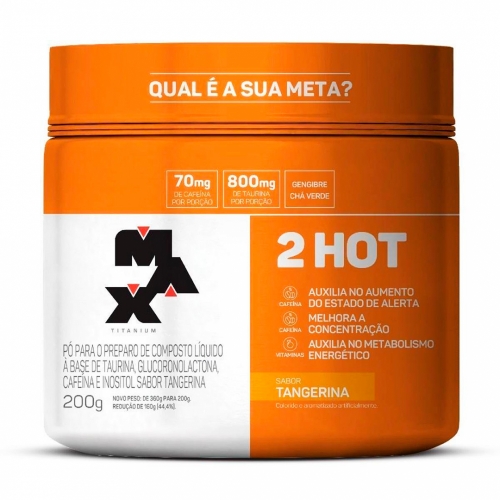 QUAL É A SUA META?
70mg
DE CAFEÍNA
POR PORÇÃO
800mg
DE TAURINA
POR PORÇÃO
GENGIBRE
CHÁ VERDE
MAX
TITANIUM
PÓ PARA O PREPARO DE COMPOSTO LÍQUIDO
À BASE DE TAURINA, GLUCORONOLACTONA,
CAFEÍNA E INOSITOL SABOR TANGERINA
200g
NOVO PESO: DE 360g PARA 200g.
REDUÇÃO DE 160g (44,4%).
2 HOT
CAFEÍNA
AUXILIA NO AUMENTO
DO ESTADO DE ALERTA
CAFEÍNA
MELHORA A
CONCENTRAÇÃO
VITAMINAS
AUXILIA NO METABOLISMO
ENERGÉTICO
SABOR
TANGERINA
Colorido e aromatizado artificialmente.